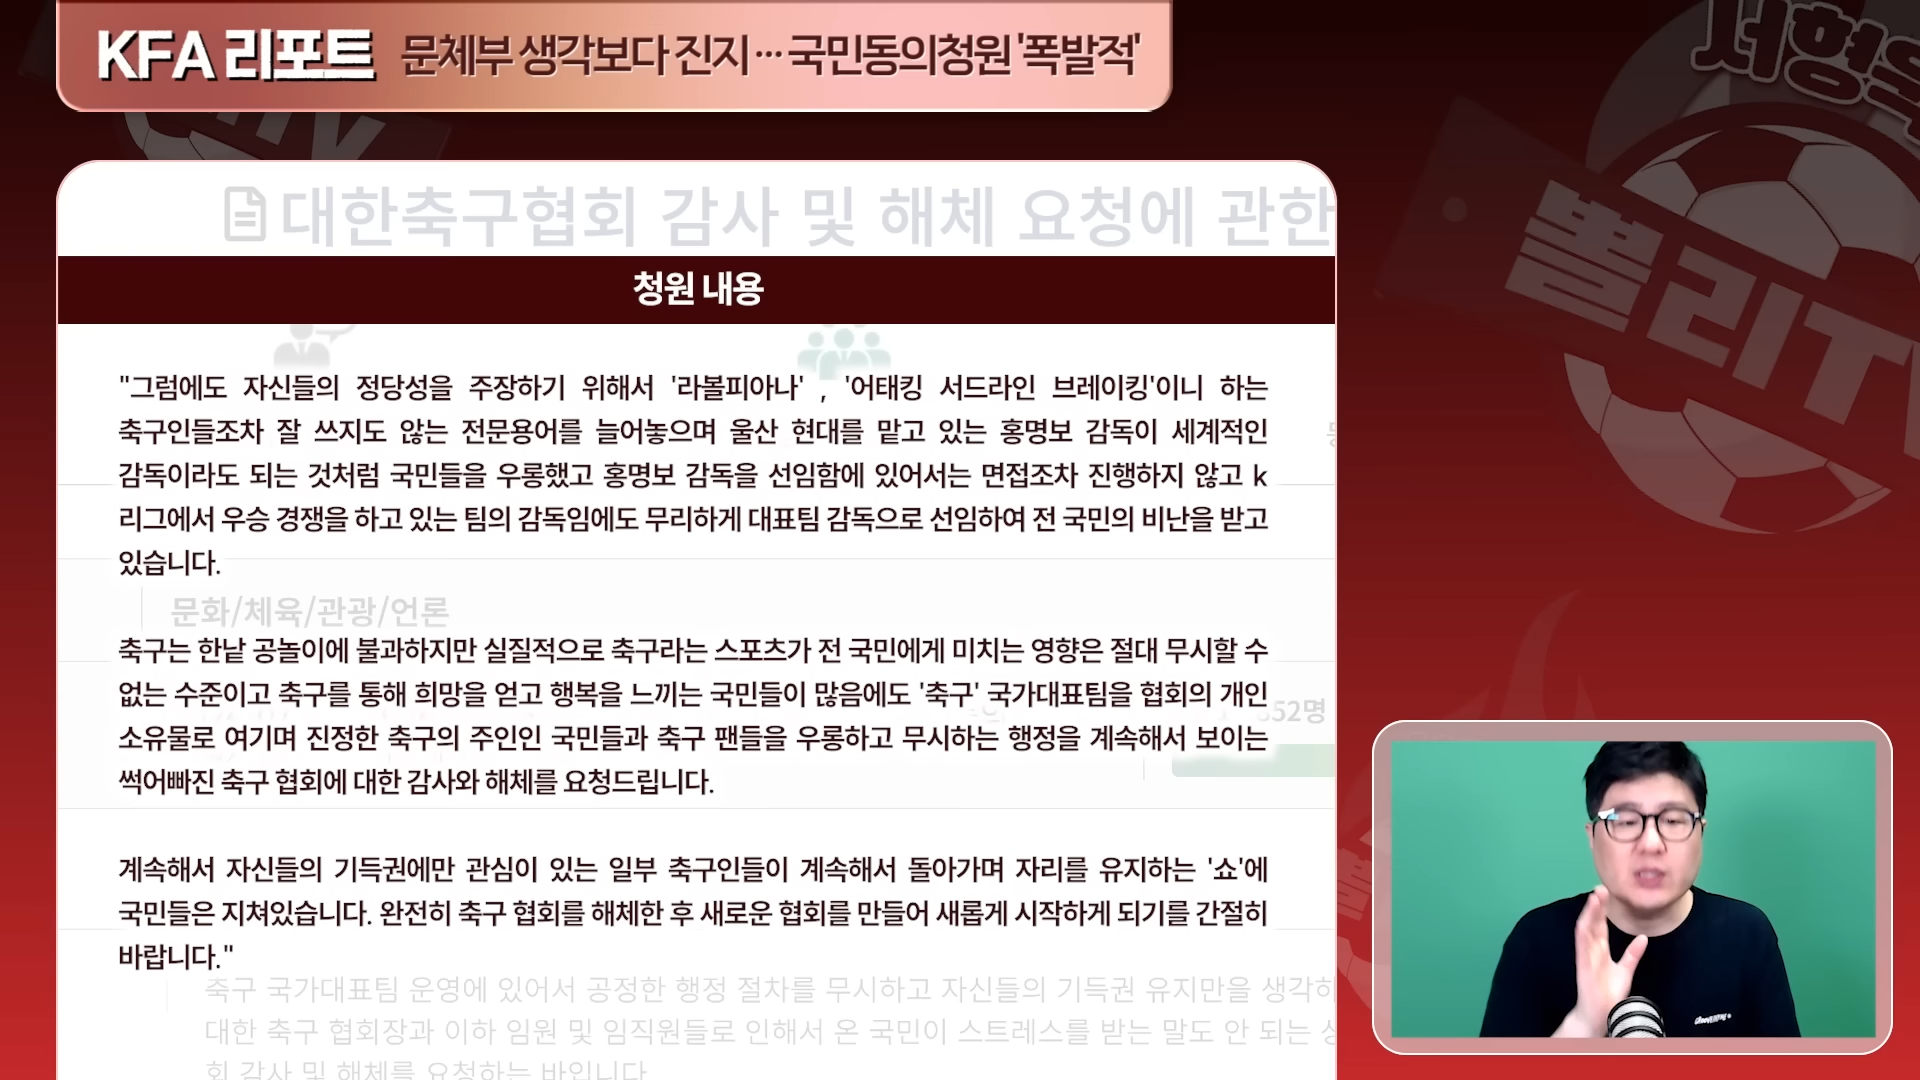 KFA 리포트 문체부 생각보다 진지… 국민동의청원 '폭발적'
서형욱
뽈리TV
대한축구협회 감사 및 해체 요청에 관한
청원 내용
"그럼에도 자신들의 정당성을 주장하기 위해서 '라볼피아나' , '어태킹 서드라인 브레이킹'이니 하는
축구인들조차 잘 쓰지도 않는 전문용어를 늘어놓으며 울산 현대를 맡고 있는 홍명보 감독이 세계적인
감독이라도 되는 것처럼 국민들을 우롱했고 홍명보 감독을 선임함에 있어서는 면접조차 진행하지 않고 k
리그에서 우승 경쟁을 하고 있는 팀의 감독임에도 무리하게 대표팀 감독으로 선임하여 전 국민의 비난을 받고
있습니다.
문화/체육/관광/언론
축구는 한낱 공놀이에 불과하지만 실질적으로 축구라는 스포츠가 전 국민에게 미치는 영향은 절대 무시할 수
없는 수준이고 축구를 통해 희망을 얻고 행복을 느끼는 국민들이 많음에도 '축구' 국가대표팀을 협회의 개인
52명
소유물로 여기며 진정한 축구의 주인인 국민들과 축구 팬들을 우롱하고 무시하는 행정을 계속해서 보이는
썩어빠진 축구 협회에 대한 감사와 해체를 요청드립니다.
계속해서 자신들의 기득권에만 관심이 있는 일부 축구인들이 계속해서 돌아가며 자리를 유지하는 '쇼'에
국민들은 지쳐있습니다. 완전히 축구 협회를 해체한 후 새로운 협회를 만들어 새롭게 시작하게 되기를 간절히
바랍니다."
축구 국가대표팀 운영에 있어서 공정한 행정 절차를 무시하고 자신들의 기득권 유지만을 생각하
대한 축구 협회장과 이하 임원 및 임직원들로 인해서 온 국민이 스트레스를 받는 말도 안 되는 상
회 감사 및 해체를 요청하는 바입니다